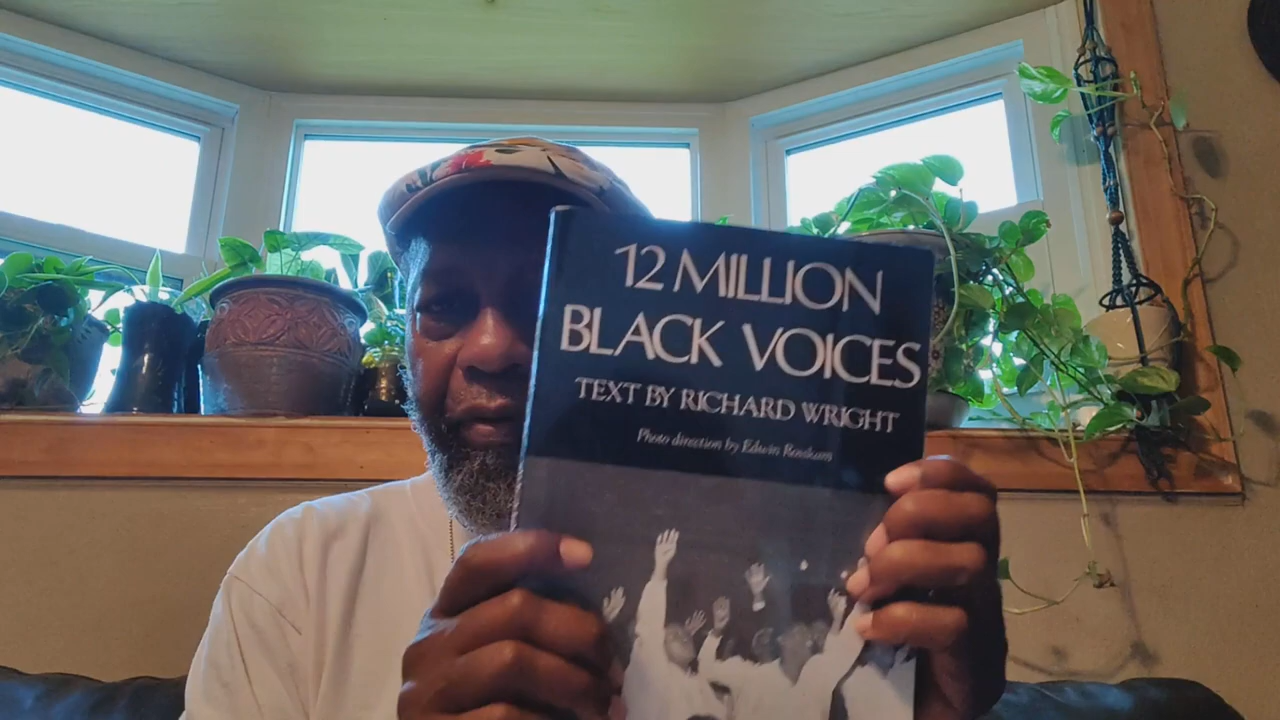 12 MILLION
BLACK VOICES
TEXT BY RICHARD WRIGHT
Photo direction by Edwin Rosskam